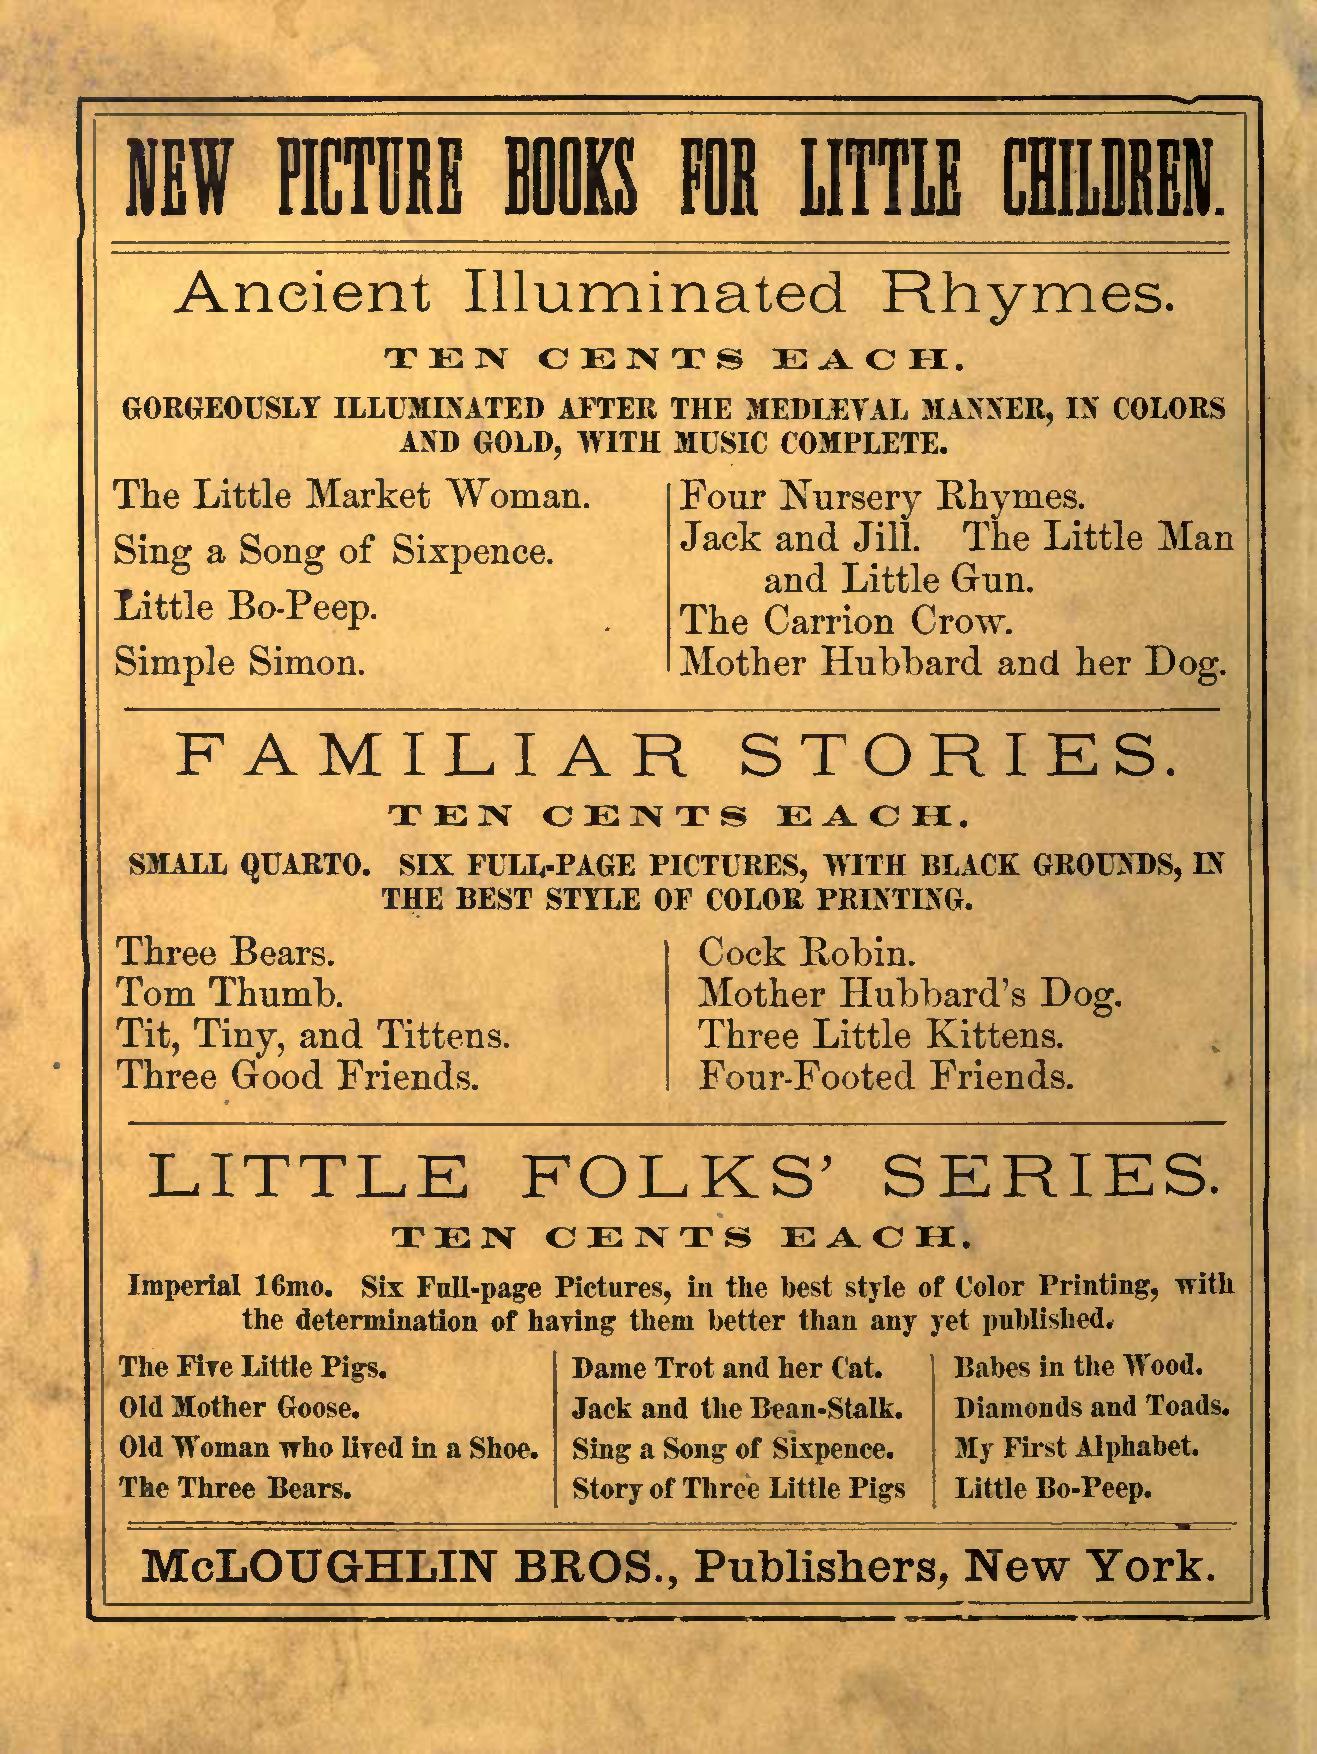 NEW PICTURE BOOKS FOR LITTLE CHILDREN.
Ancient Illuminated Rhymes.
TEN CENTS EACH.
GORGEOUSLY ILLUMINATED AFTER THE MEDIÆVAL MANNER, IN COLORS
AND GOLD, WITH MUSIC COMPLETE.
The Little Market Woman.
Sing a Song of Sixpence.
Little Bo-Peep.
Simple Simon.
Four Nursery Rhymes.
Jack and Jill. The Little Man
and Little Gun.
The Carrion Crow.
Mother Hubbard and her Dog.
FAMILIAR STORIES.
TEN CENTS EACH.
SMALL QUARTO. SIX FULL-PAGE PICTURES, WITH BLACK GROUNDS, IN
THE BEST STYLE OF COLOR PRINTING.
Three Bears.
Tom Thumb.
Tit, Tiny, and Tittens.
Three Good Friends.
Cock Robin.
Mother Hubbard's Dog.
Three Little Kittens.
Four-Footed Friends.
LITTLE FOLKS' SERIES.
TEN CENTS EACH.
Imperial 16mo. Six Full-page Pictures, in the best style of Color Printing, with
the determination of having them better than any yet published.
The Five Little Pigs.
Old Mother Goose.
Old Woman who lived in a Shoe.
The Three Bears.
Dame Trot and her Cat.
Jack and the Bean-Stalk.
Sing a Song of Sixpence.
Story of Three Little Pigs
Babes in the Wood.
Diamonds and Toads.
My First Alphabet.
Little Bo-Peep.
McLOUGHLIN BROS., Publishers, New York.